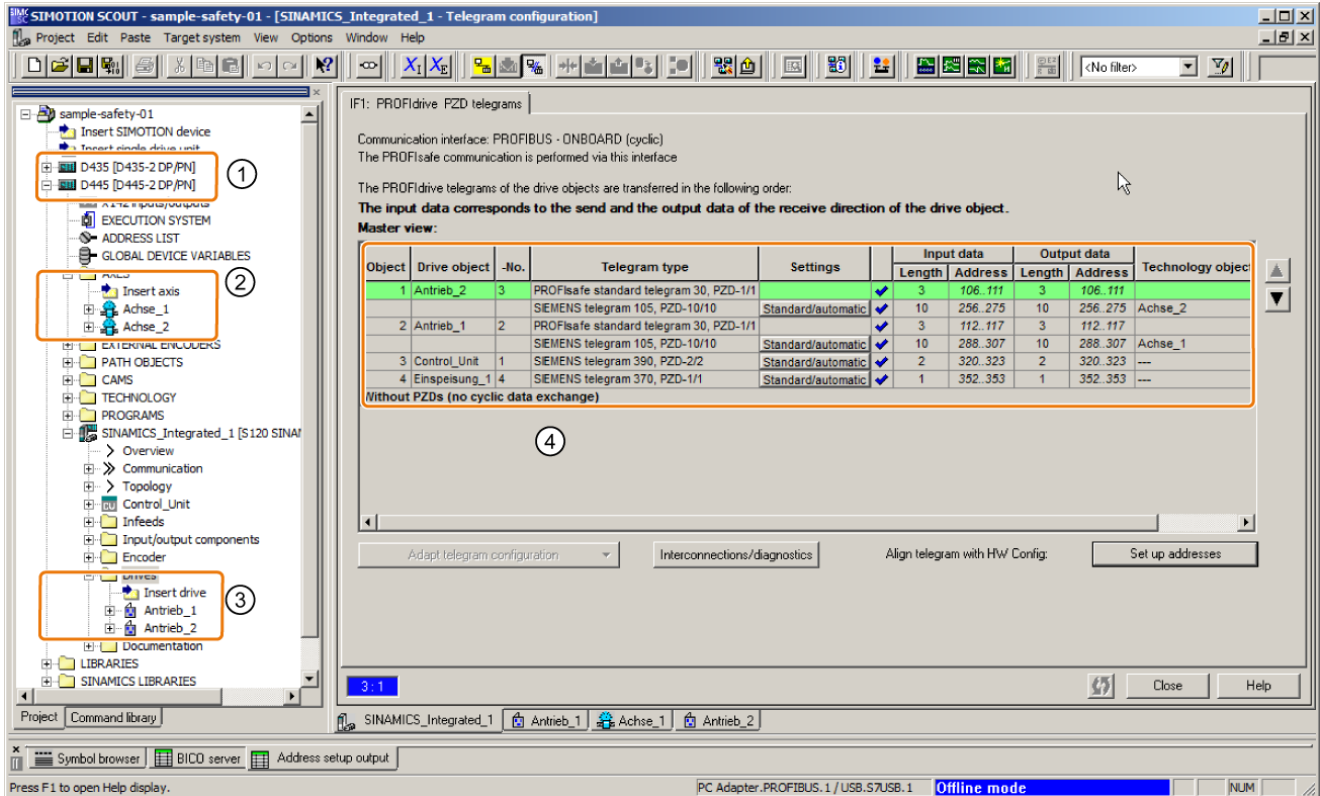 SIMOTION SCOUT - sample-safety-01 - [SINAMICS_Integrated_1 - Telegram configuration]
Project Edit Paste Target system View Options Window Help
<No filter>
sample-safety-01
Insert SIMOTION device
Insert single drive unit
D435 [D435-2 DP/PN]
D445 [D445-2 DP/PN]
1
X142 inputs/outputs
EXECUTION SYSTEM
ADDRESS LIST
GLOBAL DEVICE VARIABLES
AXES
Insert axis
Achse_1
Achse_2
2
EXTERNAL ENCODERS
PATH OBJECTS
CAMS
TECHNOLOGY
PROGRAMS
SINAMICS_Integrated_1 [S120 SINAI
Overview
Communication
Topology
Control_Unit
Infeeds
Input/output components
Encoder
Drives
Insert drive
Antrieb_1
Antrieb_2
3
Documentation
LIBRARIES
SINAMICS LIBRARIES
Project Command library
IF1: PROFIdrive PZD telegrams
Communication interface: PROFIBUS - ONBOARD (cyclic)
The PROFIsafe communication is performed via this interface
The PROFIdrive telegrams of the drive objects are transferred in the following order:
The input data corresponds to the send and the output data of the receive direction of the drive object.
Master view:
Object Drive object -No. Telegram type Settings Input data Output data Technology object
Length Address Length Address
1 Antrieb_2 3 PROFIsafe standard telegram 30, PZD-1/1 3 106..111 3 106..111
SIEMENS telegram 105, PZD-10/10 Standard/automatic 10 256..275 10 256..275 Achse_2
2 Antrieb_1 2 PROFIsafe standard telegram 30, PZD-1/1 3 112..117 3 112..117
SIEMENS telegram 105, PZD-10/10 Standard/automatic 10 288..307 10 288..307 Achse_1
3 Control_Unit 1 SIEMENS telegram 390, PZD-2/2 Standard/automatic 2 320..323 2 320..323 ---
4 Einspeisung_1 4 SIEMENS telegram 370, PZD-1/1 Standard/automatic 1 352..353 1 352..353 ---
Without PZDs (no cyclic data exchange)
4
Adapt telegram configuration Interconnections/diagnostics Align telegram with HW Config: Set up addresses
3:1 Close Help
SINAMICS_Integrated_1 Antrieb_1 Achse_1 Antrieb_2
Symbol browser BICO server Address setup output
Press F1 to open Help display. PC Adapter.PROFIBUS.1 / USB.S7USB.1 Offline mode NUM